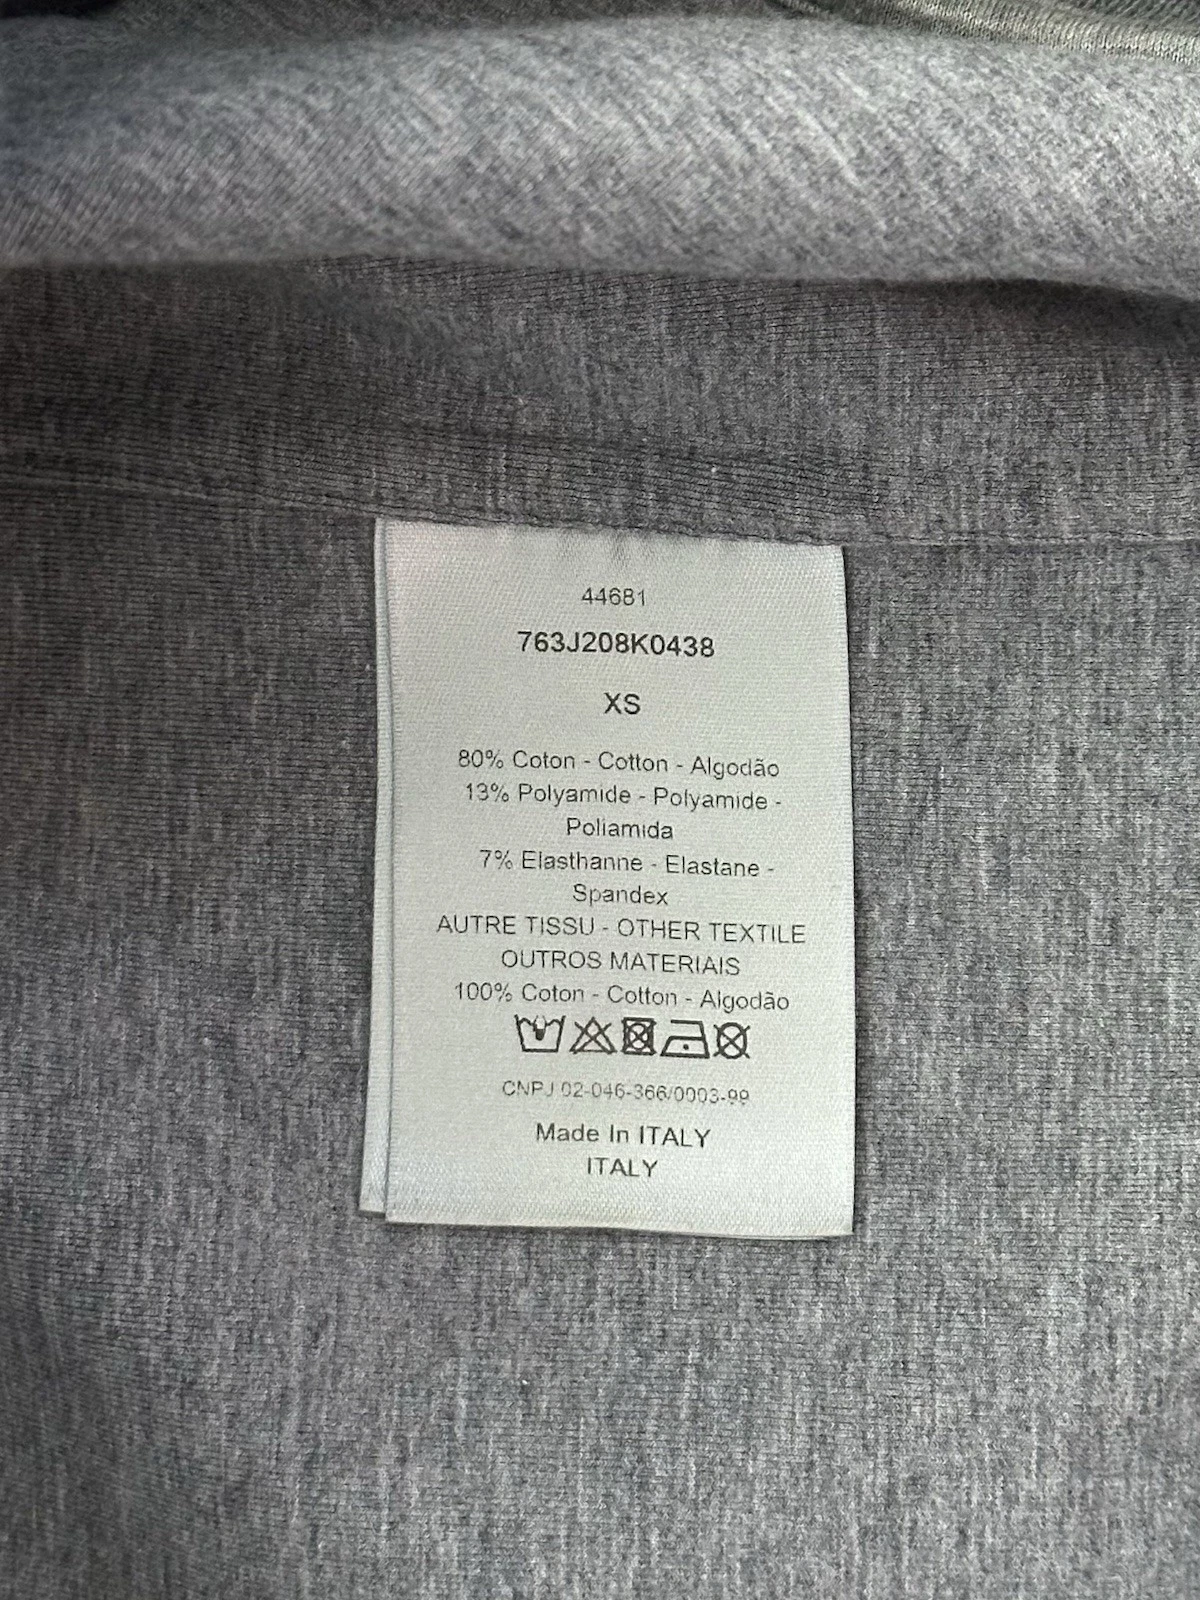 44681
763J208K0438
XS
80% Coton - Cotton - Algodão
13% Polyamide - Polyamide -
Poliamida
7% Elasthanne - Elastane -
Spandex
AUTRE TISSU - OTHER TEXTILE
OUTROS MATERIAIS
100% Coton - Cotton - Algodão
CNPJ 02-046-366/0003-99
Made In ITALY
ITALY